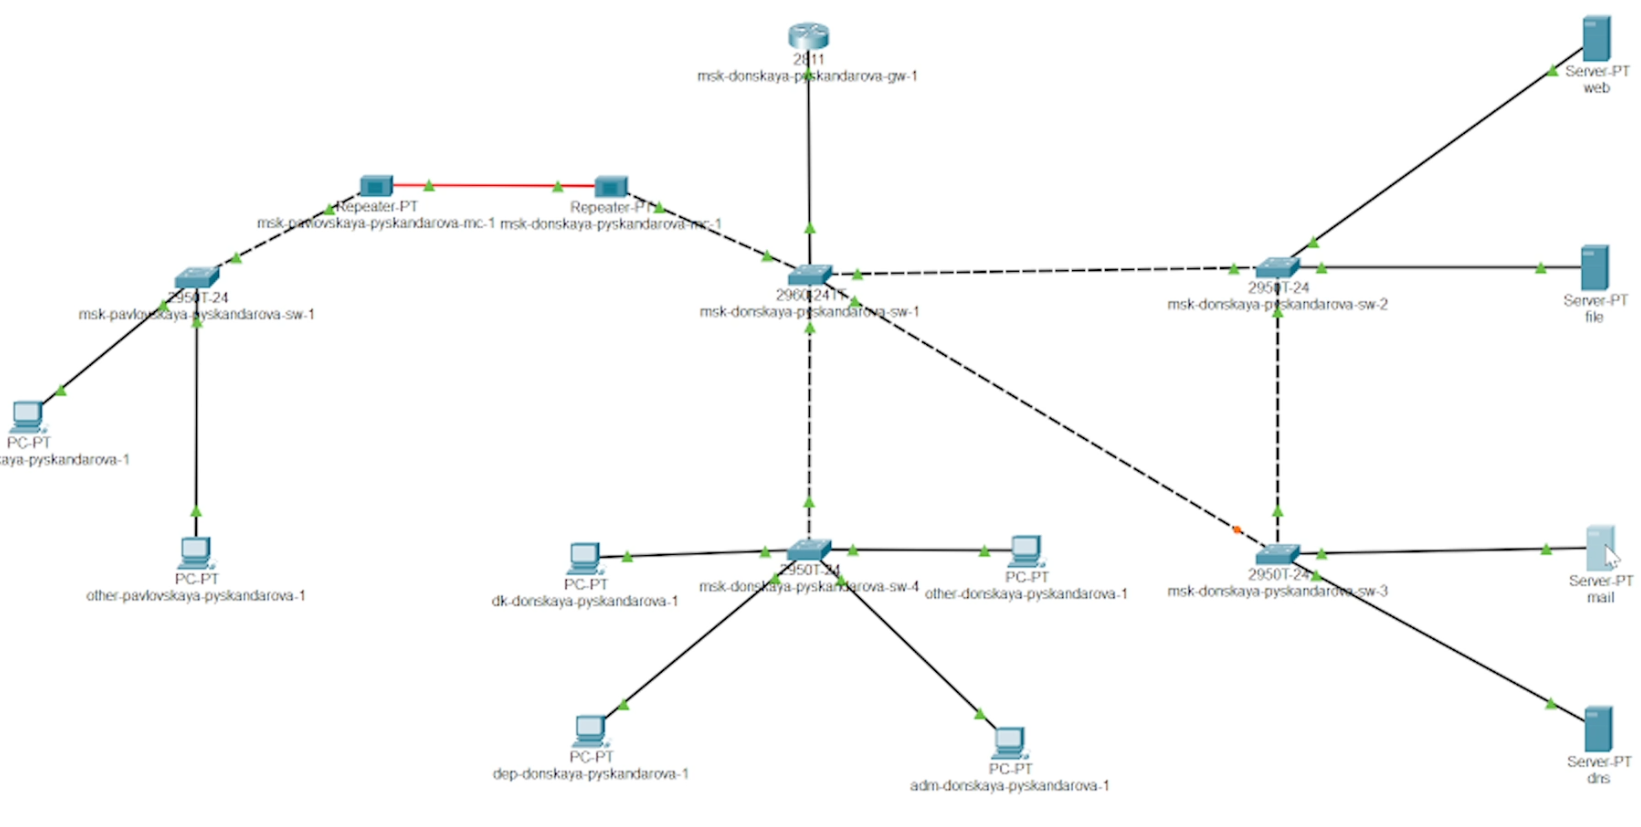 2811
msk-donskaya-pyskandarova-gw-1
Server-PT
web
Repeater-PT
msk-pavlovskaya-pyskandarova-mc-1
Repeater-PT
msk-donskaya-pyskandarova-mc-1
2950T-24
msk-pavlovskaya-pyskandarova-sw-1
2960-24TT
msk-donskaya-pyskandarova-sw-1
2950T-24
msk-donskaya-pyskandarova-sw-2
Server-PT
file
PC-PT
aya-pyskandarova-1
PC-PT
other-pavlovskaya-pyskandarova-1
PC-PT
dk-donskaya-pyskandarova-1
2950T-24
msk-donskaya-pyskandarova-sw-4
PC-PT
other-donskaya-pyskandarova-1
2950T-24
msk-donskaya-pyskandarova-sw-3
Server-PT
mail
PC-PT
dep-donskaya-pyskandarova-1
PC-PT
adm-donskaya-pyskandarova-1
Server-PT
dns